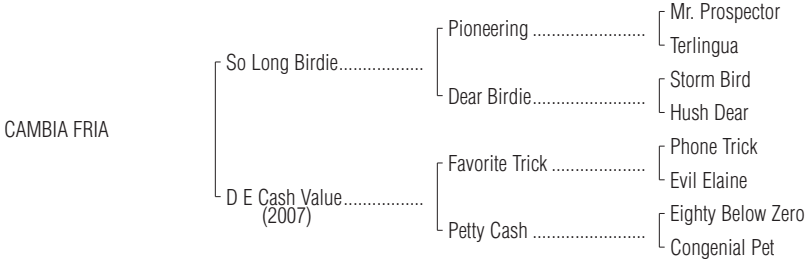 Mr. Prospector
Pioneering ........................
Terlingua
So Long Birdie..................
Storm Bird
Dear Birdie........................
Hush Dear
CAMBIA FRIA
Phone Trick
Favorite Trick ....................
Evil Elaine
D E Cash Value.................
(2007)
Eighty Below Zero
Petty Cash ........................
Congenial Pet